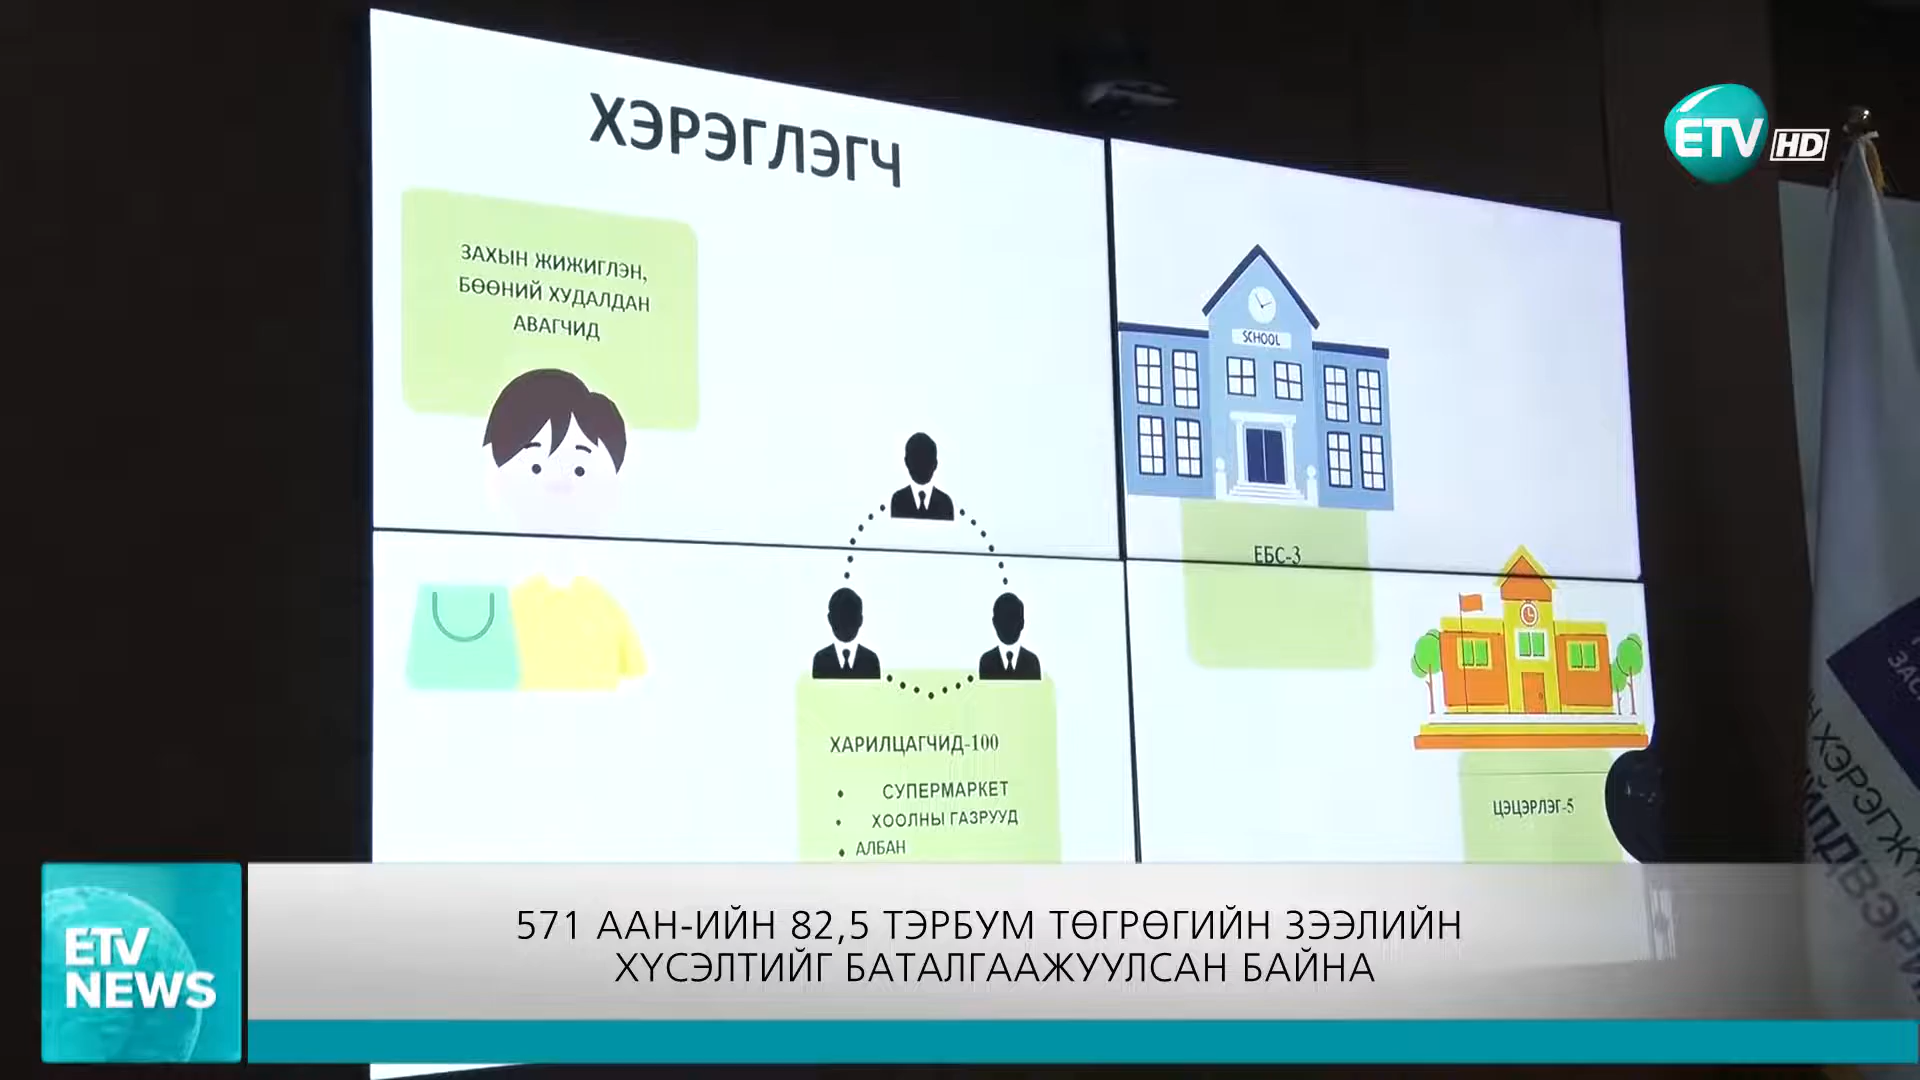 ХЭРЭГЛЭГЧ
ЗАХЫН ЖИЖИГЛЭН,
БӨӨНИЙ ХУДАЛДАН
АВАГЧИД
SCHOOL
ЕБС-3
ХАРИЛЦАГЧИД-100
• СУПЕРМАРКЕТ
• ХООЛНЫ ГАЗРУУД
• АЛБАН
ЦЭЦЭРЛЭГ-5
ETV HD
ETV
NEWS
571 ААН-ИЙН 82,5 ТЭРБУМ ТӨГРӨГИЙН ЗЭЭЛИЙН
ХҮСЭЛТИЙГ БАТАЛГААЖУУЛСАН БАЙНА